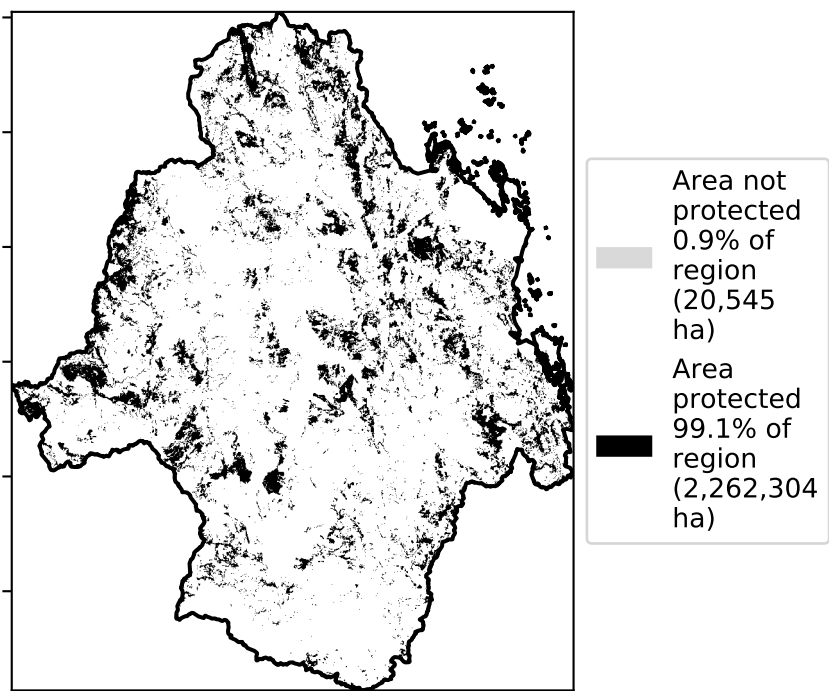 Area not
protected
0.9% of
region
(20,545
ha)
Area
protected
99.1% of
region
(2,262,304
ha)